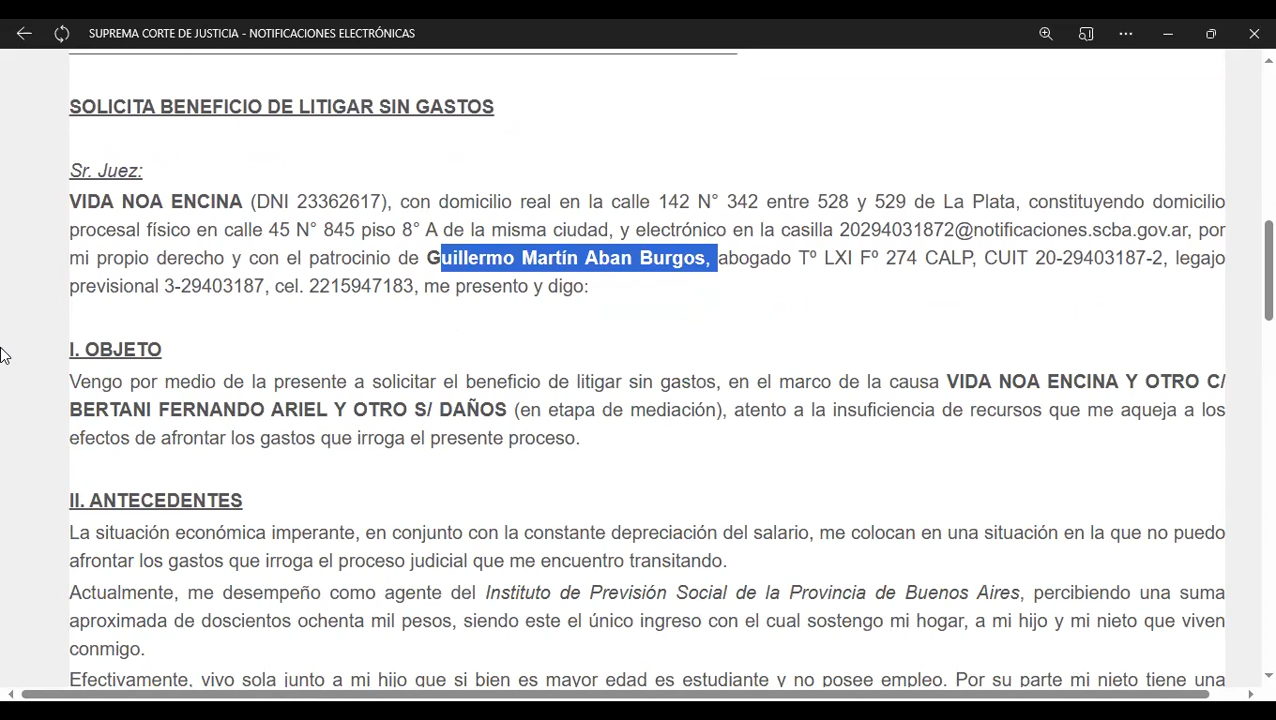 SUPREMA CORTE DE JUSTICIA - NOTIFICACIONES ELECTRÓNICAS
SOLICITA BENEFICIO DE LITIGAR SIN GASTOS
Sr. Juez:
VIDA NOA ENCINA (DNI 23362617), con domicilio real en la calle 142 N° 342 entre 528 y 529 de La Plata, constituyendo domicilio
procesal físico en calle 45 N° 845 piso 8° A de la misma ciudad, y electrónico en la casilla 20294031872@notificaciones.scba.gov.ar, por
mi propio derecho y con el patrocinio de Guillermo Martín Aban Burgos, abogado Tº LXI Fº 274 CALP, CUIT 20-29403187-2, legajo
previsional 3-29403187, cel. 2215947183, me presento y digo:
I. OBJETO
Vengo por medio de la presente a solicitar el beneficio de litigar sin gastos, en el marco de la causa VIDA NOA ENCINA Y OTRO C/
BERTANI FERNANDO ARIEL Y OTRO S/ DAÑOS (en etapa de mediación), atento a la insuficiencia de recursos que me aqueja a los
efectos de afrontar los gastos que irroga el presente proceso.
II. ANTECEDENTES
La situación económica imperante, en conjunto con la constante depreciación del salario, me colocan en una situación en la que no puedo
afrontar los gastos que irroga el proceso judicial que me encuentro transitando.
Actualmente, me desempeño como agente del Instituto de Previsión Social de la Provincia de Buenos Aires, percibiendo una suma
aproximada de doscientos ochenta mil pesos, siendo este el único ingreso con el cual sostengo mi hogar, a mi hijo y mi nieto que viven
conmigo.
Efectivamente, vivo sola junto a mi hijo que si bien es mayor edad es estudiante y no posee empleo. Por su parte mi nieto tiene una